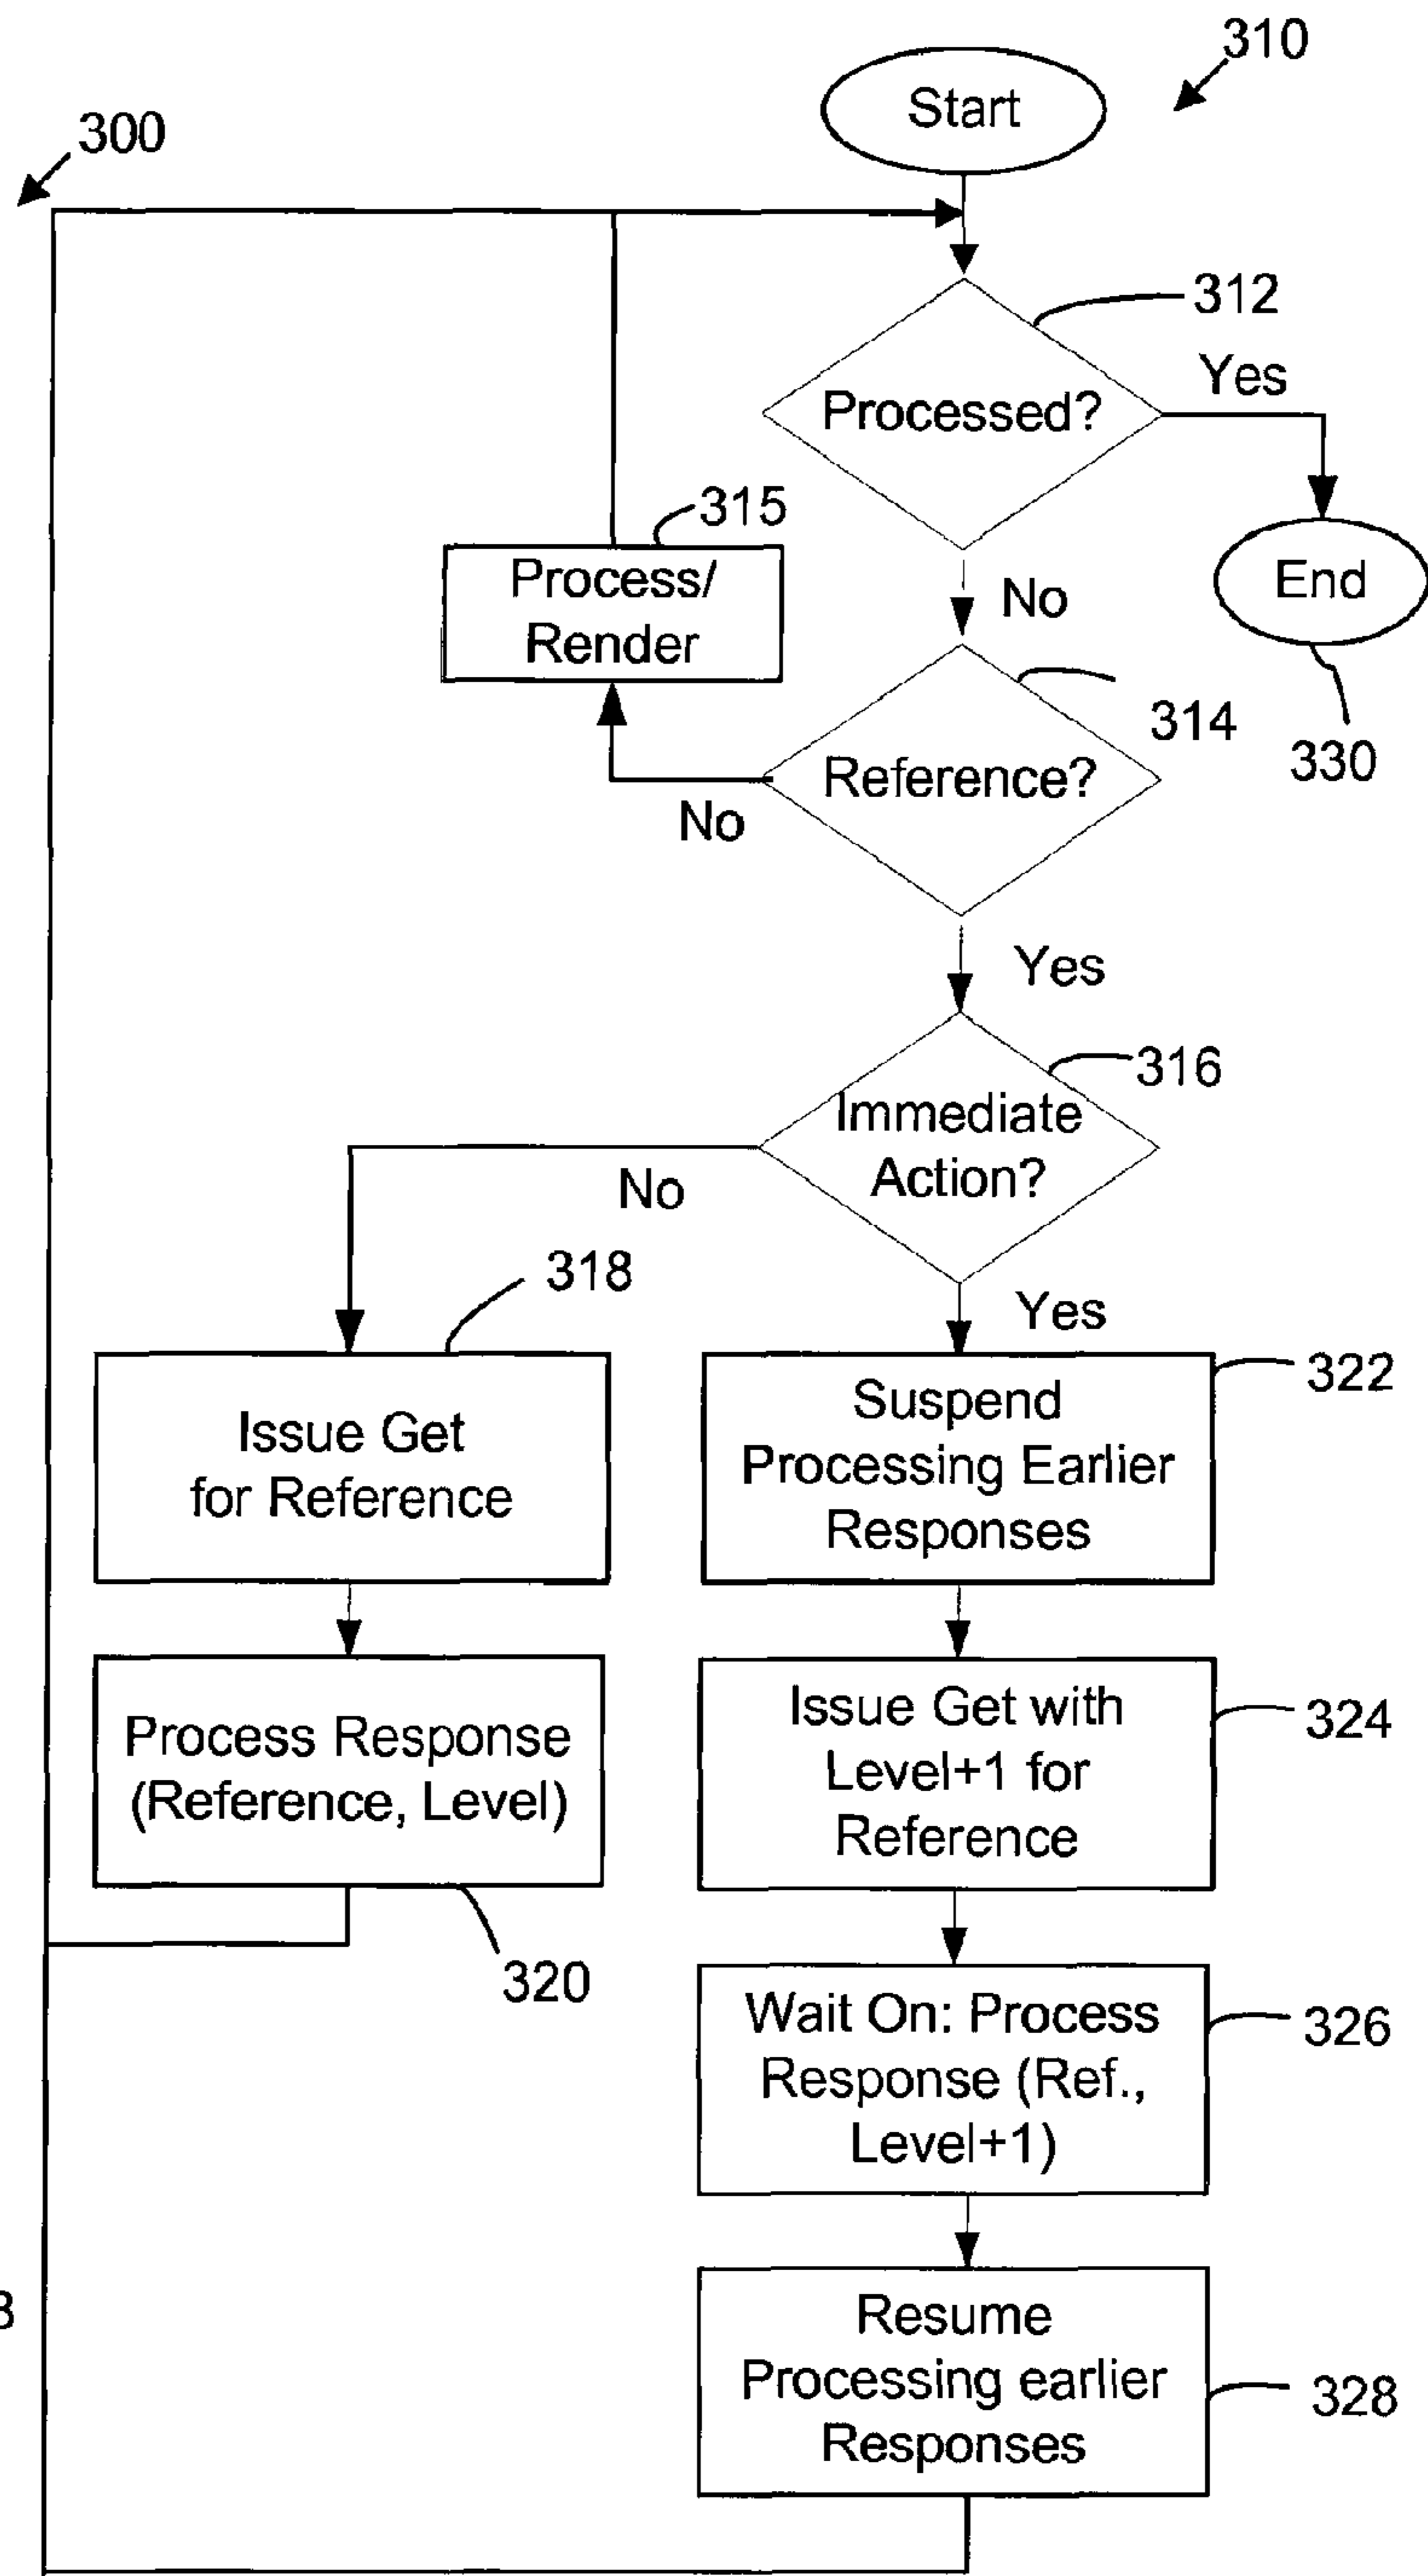 310
Start
300
312
Yes
Processed?
315
Process/
Render
No
End
314
330
Reference?
No
Yes
316
Immediate
Action?
No
318
Yes
322
Issue Get
for Reference
Suspend
Processing Earlier
Responses
Process Response
(Reference, Level)
320
Issue Get with
Level+1 for
Reference
324
Wait On: Process
Response (Ref.,
Level+1)
326
Resume
Processing earlier
Responses
328